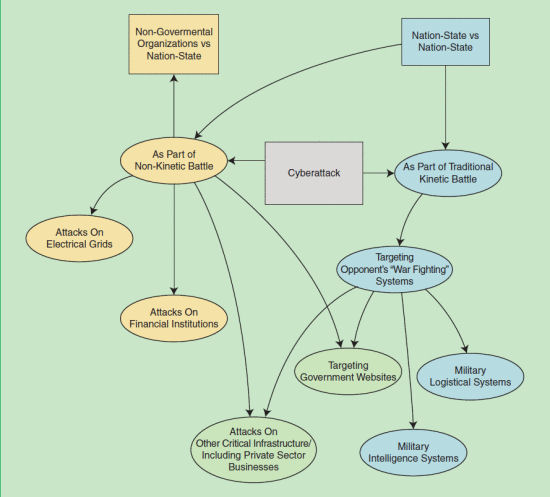 Non-Govermental
Organizations vs
Nation-State
Nation-State vs
Nation-State
As Part of
Non-Kinetic Battle
Cyberattack
As Part of Traditional
Kinetic Battle
Attacks On
Electrical Grids
Targeting
Opponent's "War Fighting"
Systems
Attacks On
Financial Institutions
Targeting
Government Websites
Military
Logistical Systems
Attacks On
Other Critical Infrastructure/
Including Private Sector
Businesses
Military
Intelligence Systems